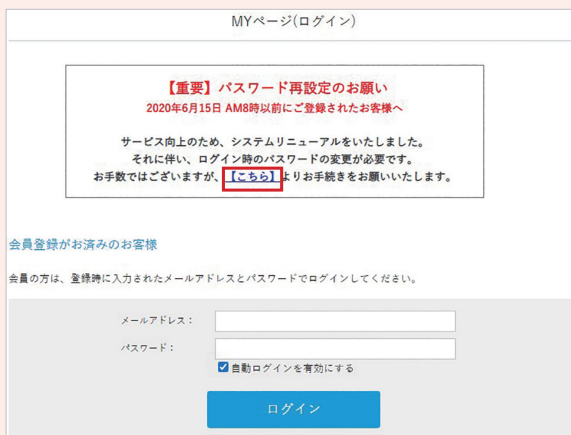 MYページ(ログイン)
【重要】パスワード再設定のお願い
2020年6月15日 AM8時以前にご登録されたお客様へ
サービス向上のため、システムリニューアルをいたしました。
それに伴い、ログイン時のパスワードの変更が必要です。
お手数ではございますが、【こちら】よりお手続きをお願いいたします。
会員登録がお済みのお客様
会員の方は、登録時に入力されたメールアドレスとパスワードでログインしてください。
メールアドレス：
パスワード：
自動ログインを有効にする
ログイン